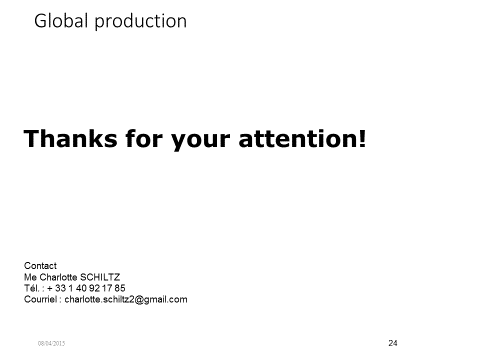 Global production
Thanks for your attention!
Contact
Me Charlotte SCHILTZ
Tél. : + 33 1 40 92 17 85
Courriel : charlotte.schiltz2@gmail.com
08/04/2015
24